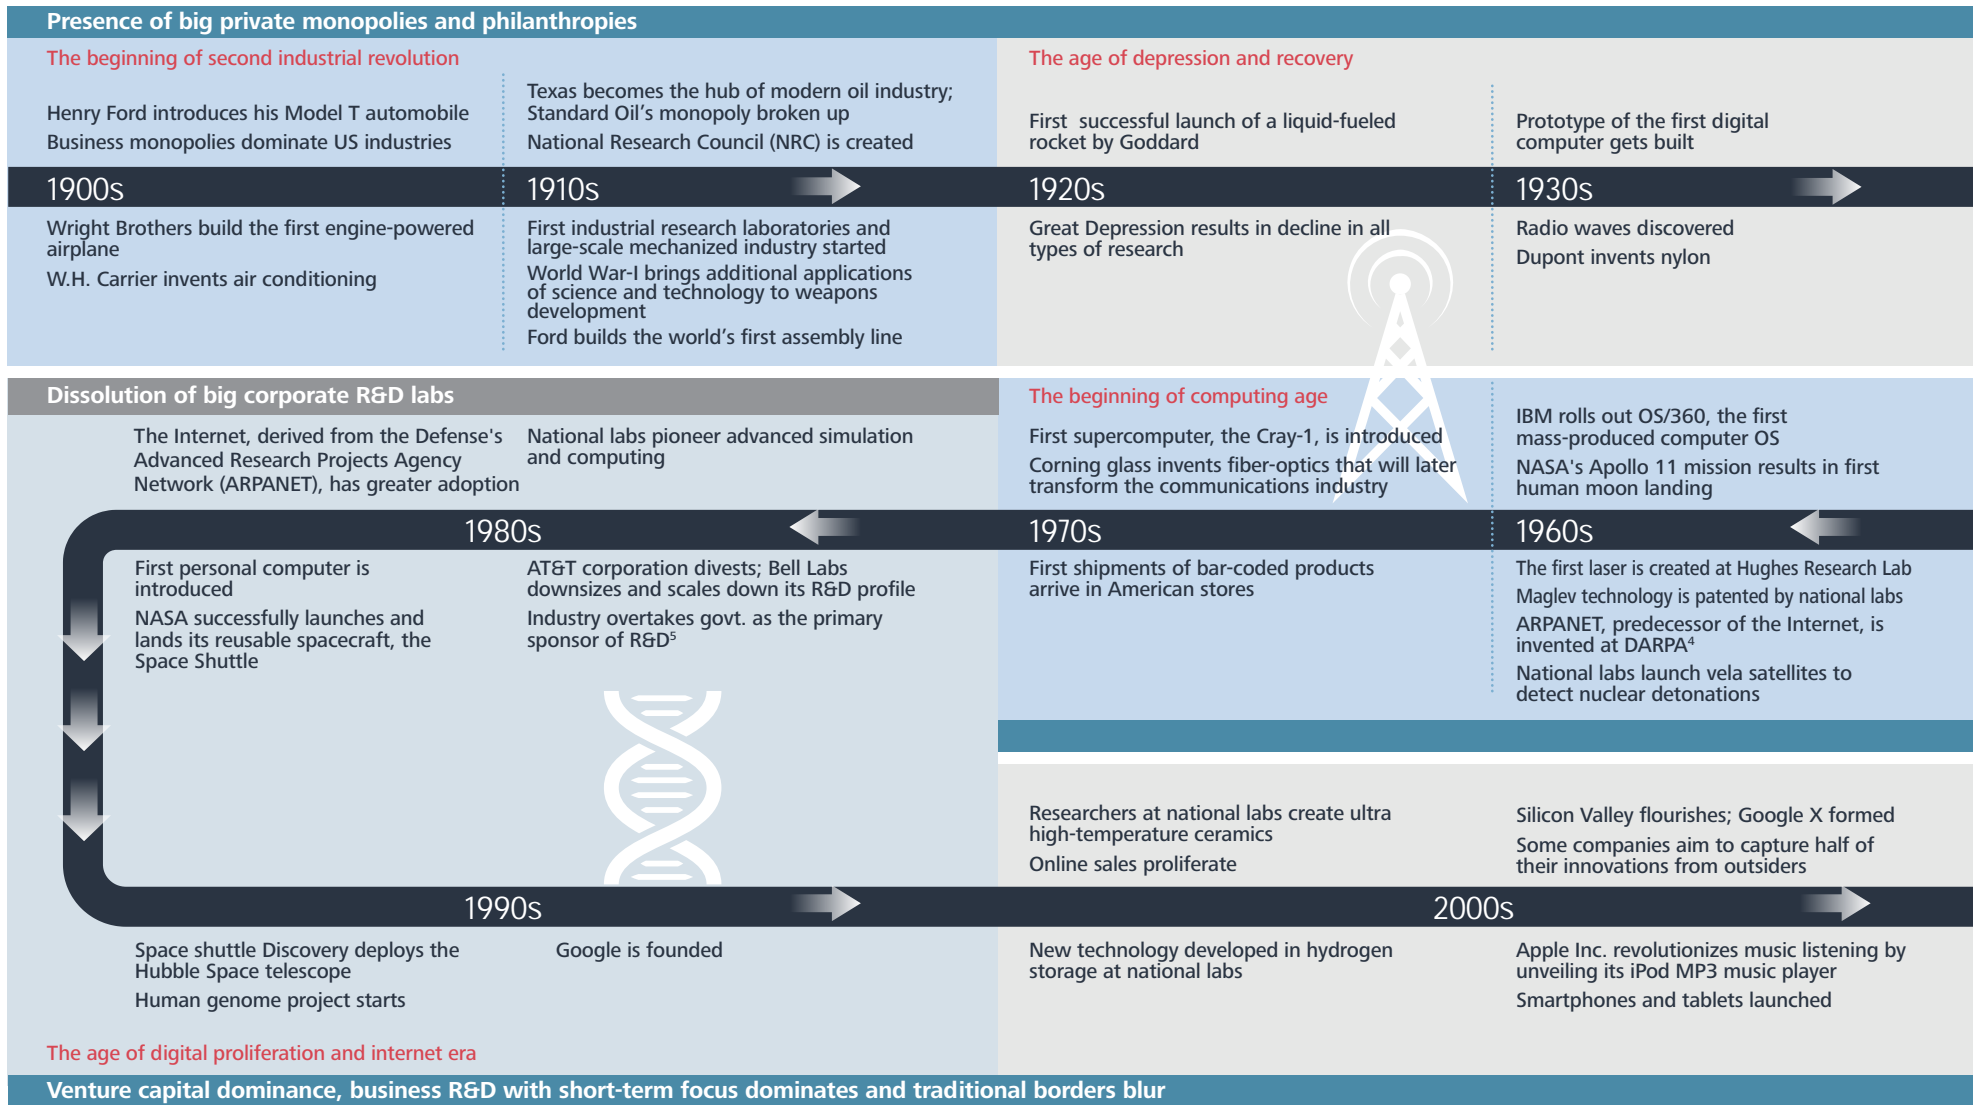 Presence of big private monopolies and philanthropies
The beginning of second industrial revolution
Henry Ford introduces his Model T automobile
Business monopolies dominate US industries
Texas becomes the hub of modern oil industry;
Standard Oil's monopoly broken up
National Research Council (NRC) is created
The age of depression and recovery
First successful launch of a liquid-fueled
rocket by Goddard
Prototype of the first digital
computer gets built
1900s
1910s
1920s
1930s
Wright Brothers build the first engine-powered
airplane
W.H. Carrier invents air conditioning
First industrial research laboratories and
large-scale mechanized industry started
World War-I brings additional applications
of science and technology to weapons
development
Ford builds the world's first assembly line
Great Depression results in decline in all
types of research
Radio waves discovered
Dupont invents nylon
Dissolution of big corporate R&D labs
The Internet, derived from the Defense's
Advanced Research Projects Agency
Network (ARPANET), has greater adoption
National labs pioneer advanced simulation
and computing
The beginning of computing age
First supercomputer, the Cray-1, is introduced
Corning glass invents fiber-optics that will later
transform the communications industry
IBM rolls out OS/360, the first
mass-produced computer OS
NASA's Apollo 11 mission results in first
human moon landing
1980s
1970s
1960s
First personal computer is
introduced
NASA successfully launches and
lands its reusable spacecraft, the
Space Shuttle
AT&T corporation divests; Bell Labs
downsizes and scales down its R&D profile
Industry overtakes govt. as the primary
sponsor of R&D⁵
First shipments of bar-coded products
arrive in American stores
The first laser is created at Hughes Research Lab
Maglev technology is patented by national labs
ARPANET, predecessor of the Internet, is
invented at DARPA⁴
National labs launch vela satellites to
detect nuclear detonations
Researchers at national labs create ultra
high-temperature ceramics
Online sales proliferate
Silicon Valley flourishes; Google X formed
Some companies aim to capture half of
their innovations from outsiders
1990s
2000s
Space shuttle Discovery deploys the
Hubble Space telescope
Human genome project starts
Google is founded
New technology developed in hydrogen
storage at national labs
Apple Inc. revolutionizes music listening by
unveiling its iPod MP3 music player
Smartphones and tablets launched
The age of digital proliferation and internet era
Venture capital dominance, business R&D with short-term focus dominates and traditional borders blur